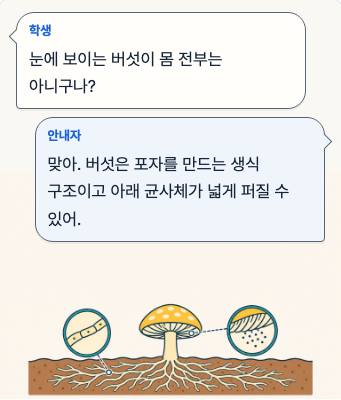 학생
눈에 보이는 버섯이 몸 전부는
아니구나?
안내자
맞아. 버섯은 포자를 만드는 생식
구조이고 아래 균사체가 넓게 퍼질 수
있어.